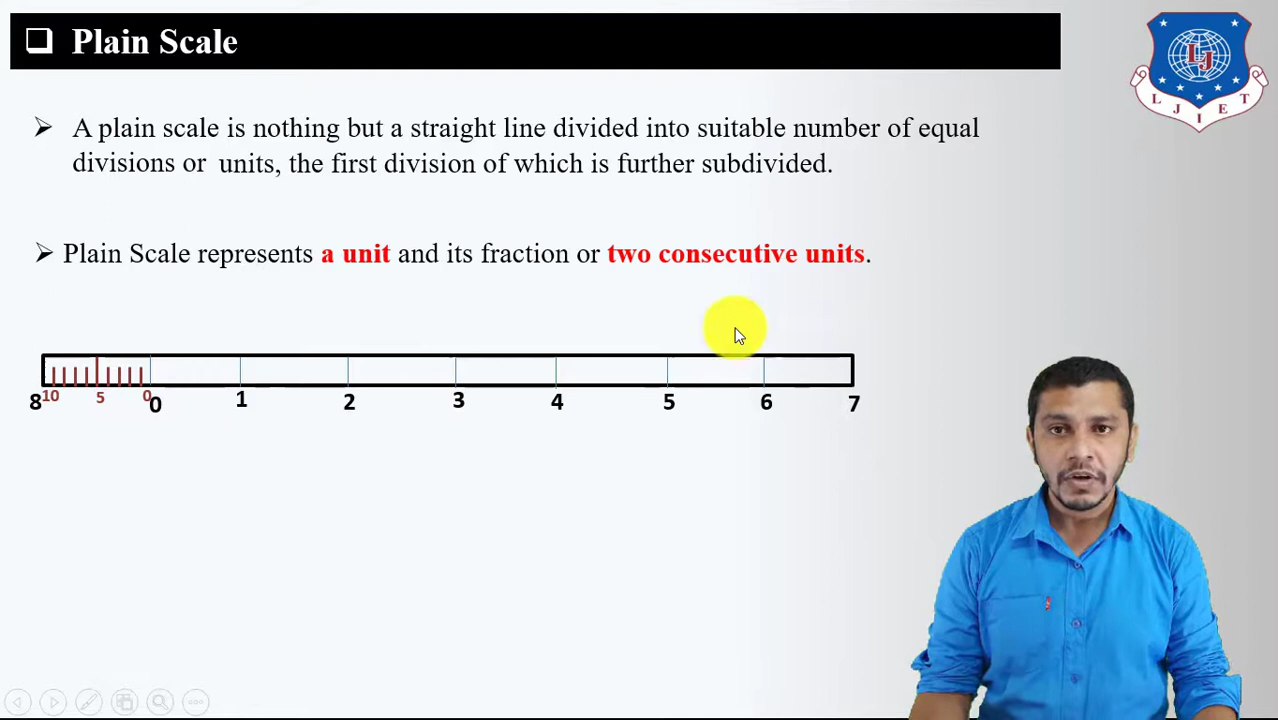 ❑ Plain Scale
➢ A plain scale is nothing but a straight line divided into suitable number of equal
divisions or units, the first division of which is further subdivided.
➢ Plain Scale represents a unit and its fraction or two consecutive units.
8 10 5 0 0 1 2 3 4 5 6 7
LJ
L J I E T